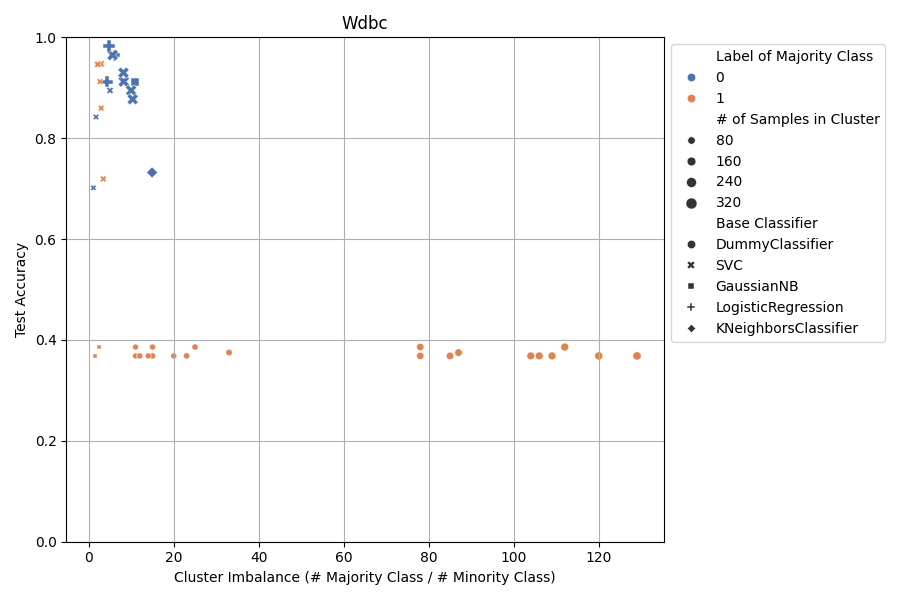 Wdbc
1.0
0.8
0.6
0.4
0.2
0.0
Test Accuracy
0 20 40 60 80 100 120
Cluster Imbalance (# Majority Class / # Minority Class)
Label of Majority Class
0
1
# of Samples in Cluster
80
160
240
320
Base Classifier
DummyClassifier
SVC
GaussianNB
LogisticRegression
KNeighborsClassifier